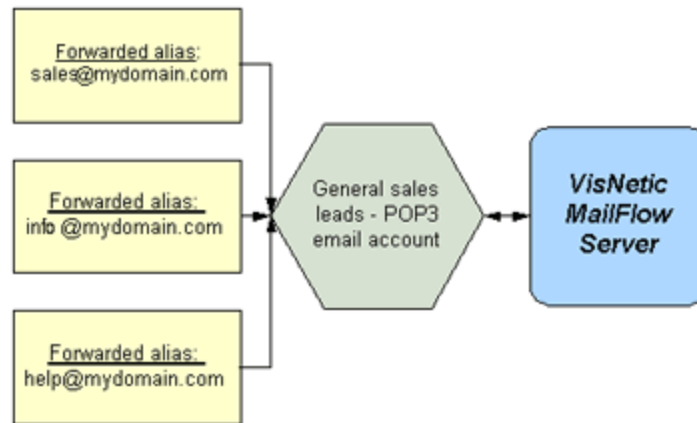 Forwarded alias:
sales@mydomain.com
Forwarded alias:
info @mydomain.com
Forwarded alias:
help@mydomain.com
General sales
leads - POP3
email account
VisNetic
MailFlow
Server